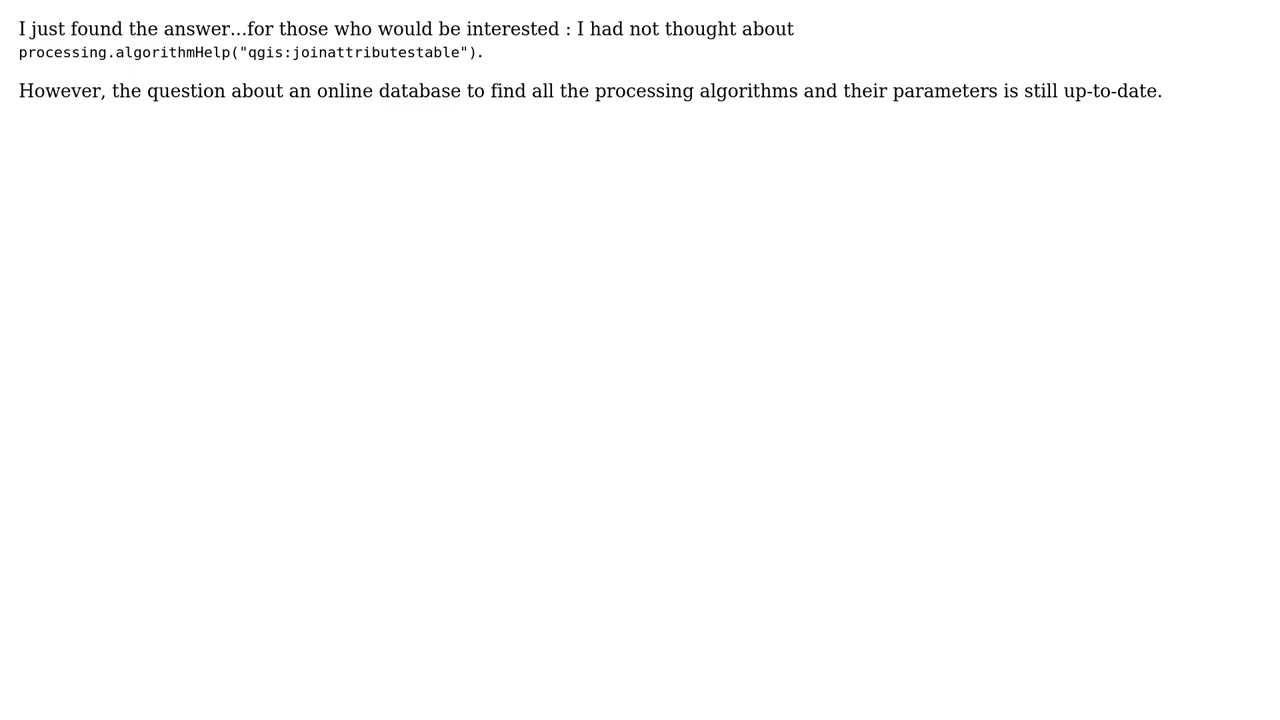 I just found the answer...for those who would be interested : I had not thought about
processing.algorithmHelp("qgis:joinattributestable").
However, the question about an online database to find all the processing algorithms and their parameters is still up-to-date.